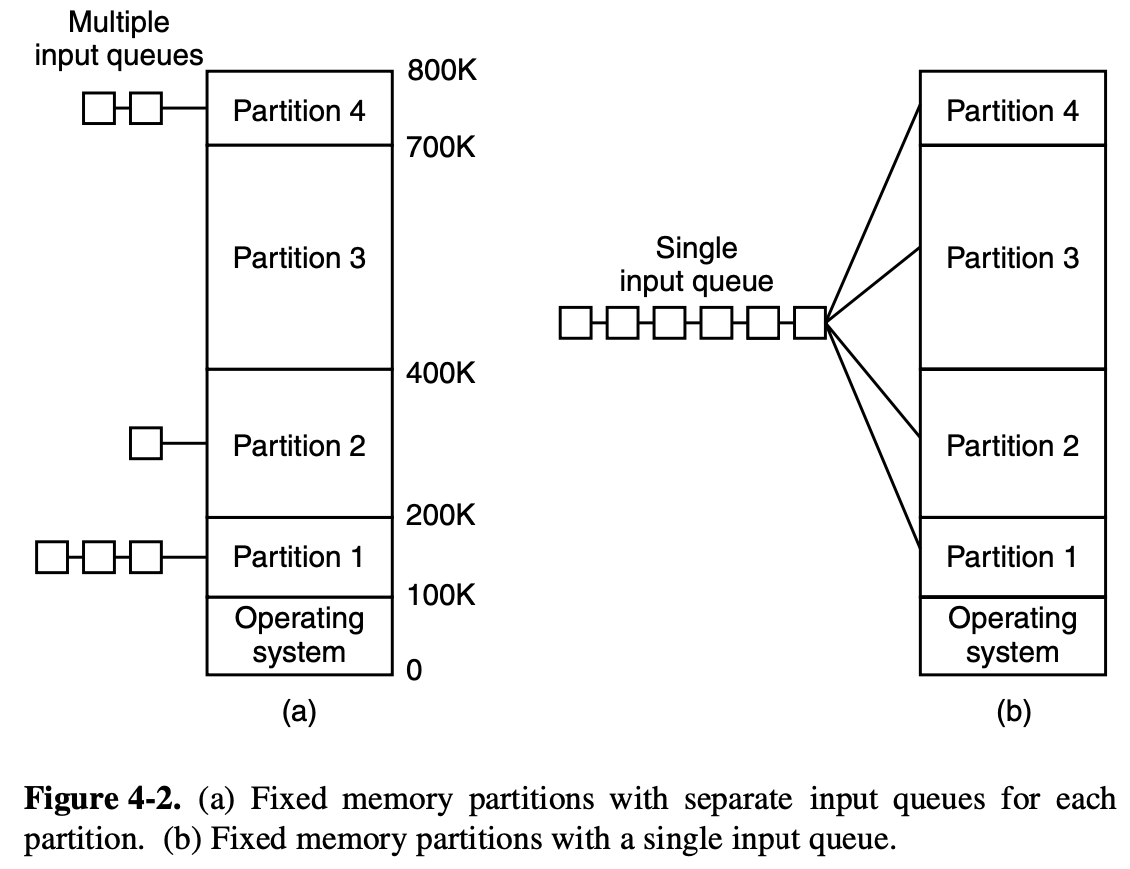 Multiple
input queues
Partition 4
Partition 3
Partition 2
Partition 1
Operating
system
800K
700K
400K
200K
100K
0
(a)
Single
input queue
Partition 4
Partition 3
Partition 2
Partition 1
Operating
system
(b)
Figure 4-2. (a) Fixed memory partitions with separate input queues for each
partition. (b) Fixed memory partitions with a single input queue.